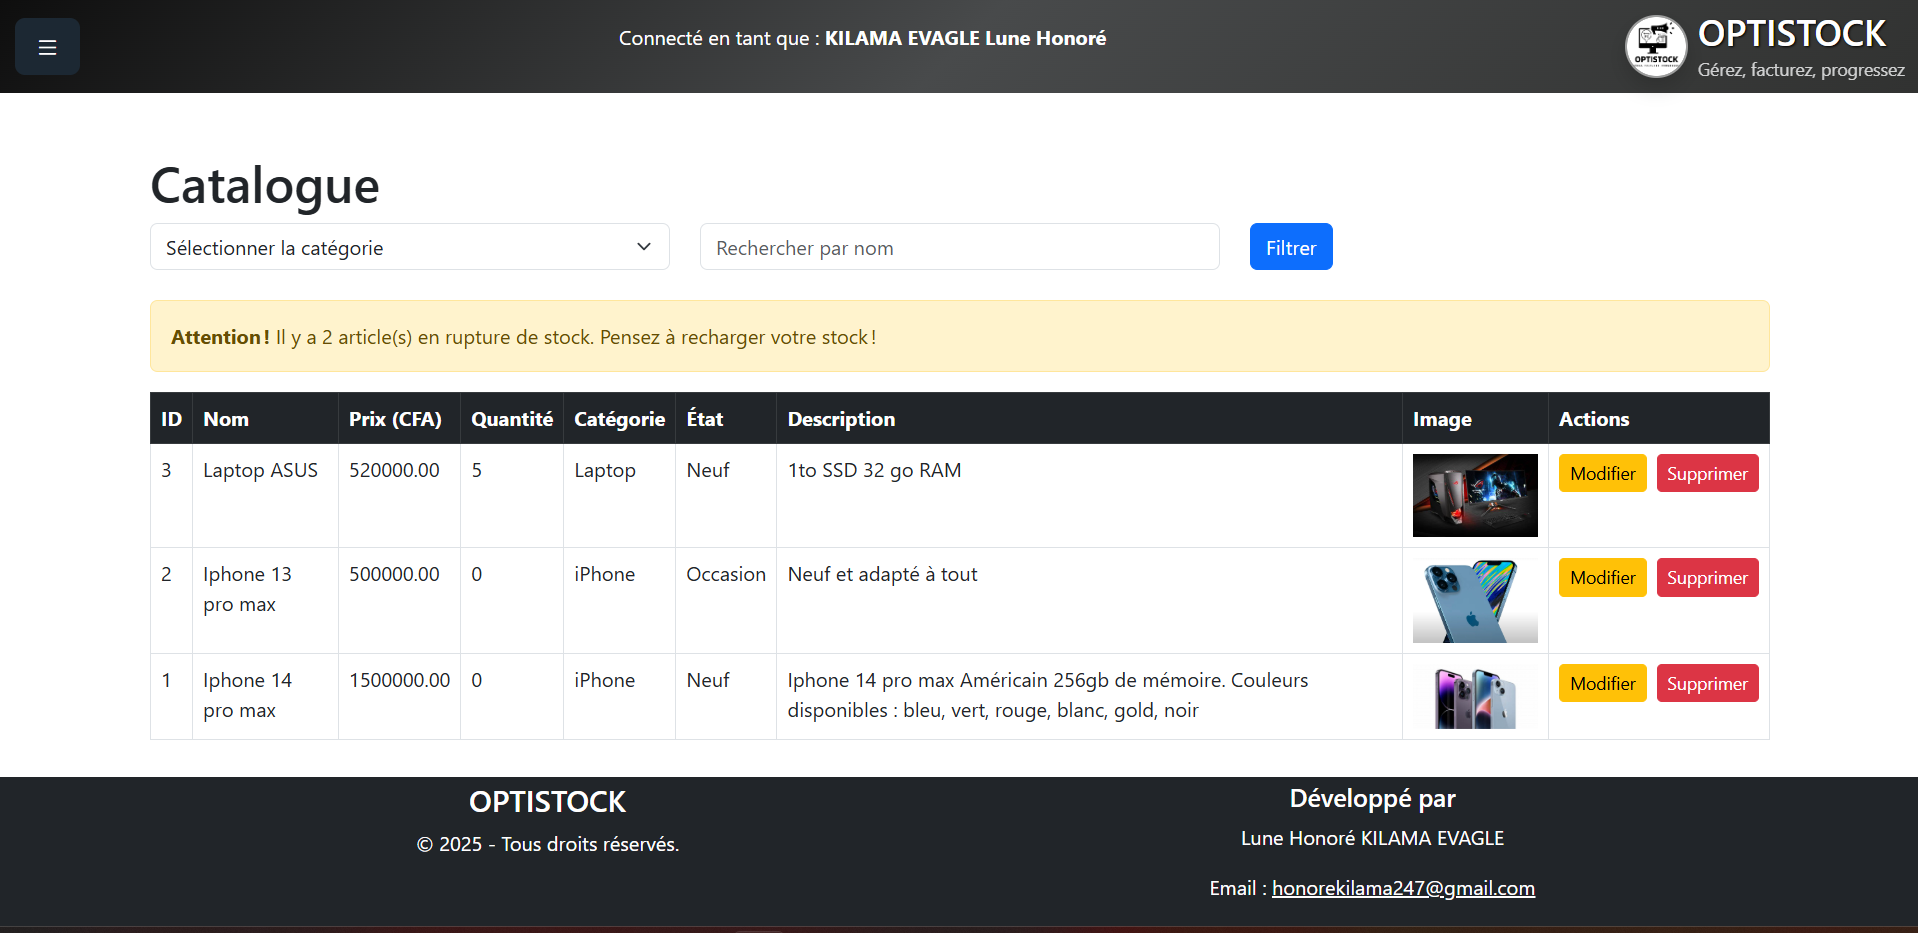 Connecté en tant que : KILAMA EVAGLE Lune Honoré
OPTISTOCK
OPTISTOCK
Gérez, facturez, progressez
Catalogue
Sélectionner la catégorie
Rechercher par nom
Filtrer
Attention ! Il y a 2 article(s) en rupture de stock. Pensez à recharger votre stock !
ID Nom Prix (CFA) Quantité Catégorie État Description Image Actions
3 Laptop ASUS 520000.00 5 Laptop Neuf 1to SSD 32 go RAM Modifier Supprimer
2 Iphone 13 500000.00 0 iPhone Occasion Neuf et adapté à tout Modifier Supprimer
pro max
1 Iphone 14 1500000.00 0 iPhone Neuf Iphone 14 pro max Américain 256gb de mémoire. Couleurs Modifier Supprimer
pro max disponibles : bleu, vert, rouge, blanc, gold, noir
OPTISTOCK
© 2025 - Tous droits réservés.
Développé par
Lune Honoré KILAMA EVAGLE
Email : honorekilama247@gmail.com